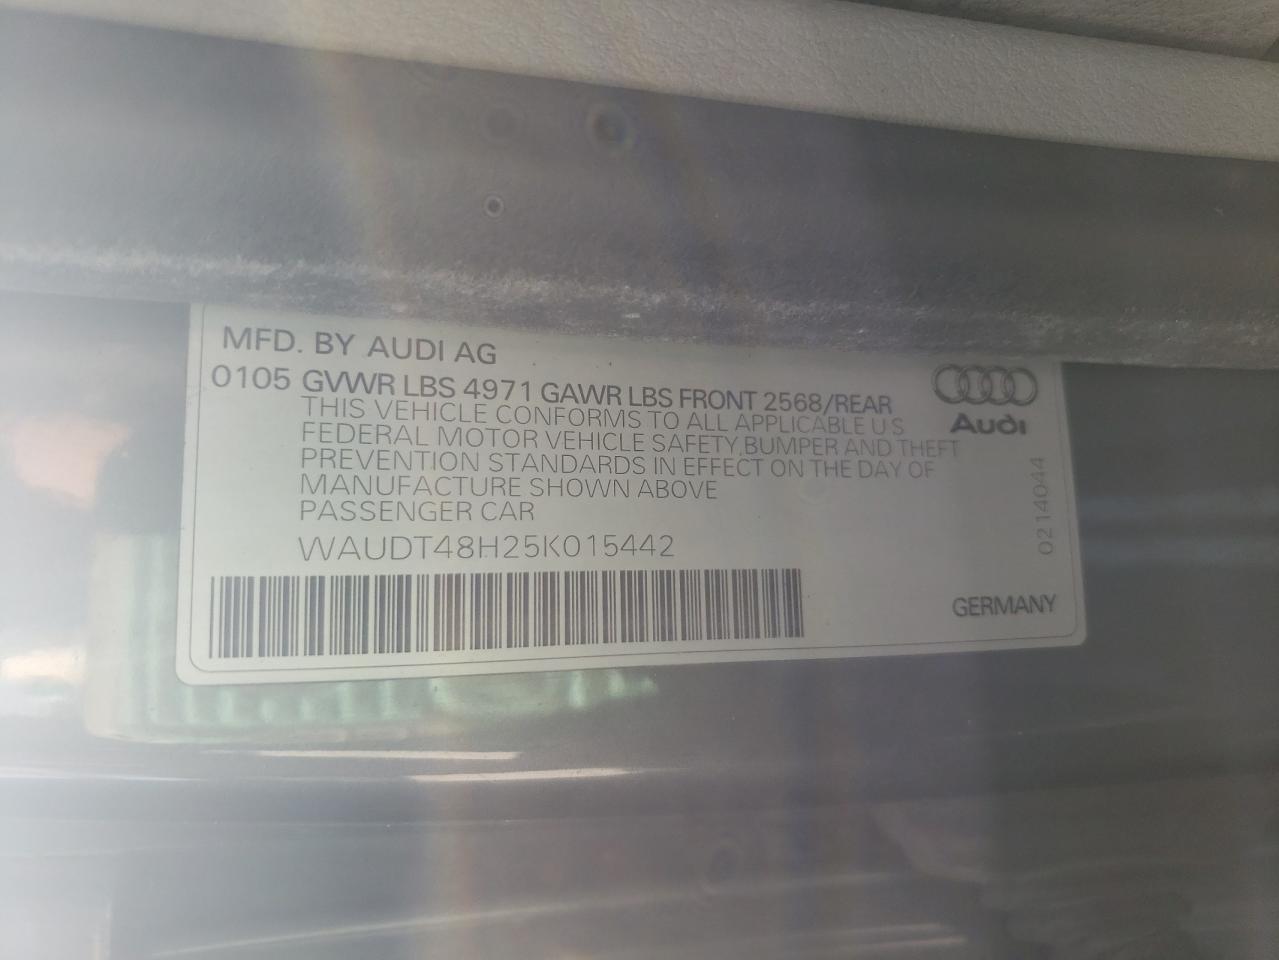 MFD. BY AUDI AG
0105 GVWR LBS 4971 GAWR LBS FRONT 2568/REAR
THIS VEHICLE CONFORMS TO ALL APPLICABLE U.S
FEDERAL MOTOR VEHICLE SAFETY,BUMPER AND THEFT
PREVENTION STANDARDS IN EFFECT ON THE DAY OF
MANUFACTURE SHOWN ABOVE
PASSENGER CAR
WAUDT48H25K015442
Audi
0214044
GERMANY